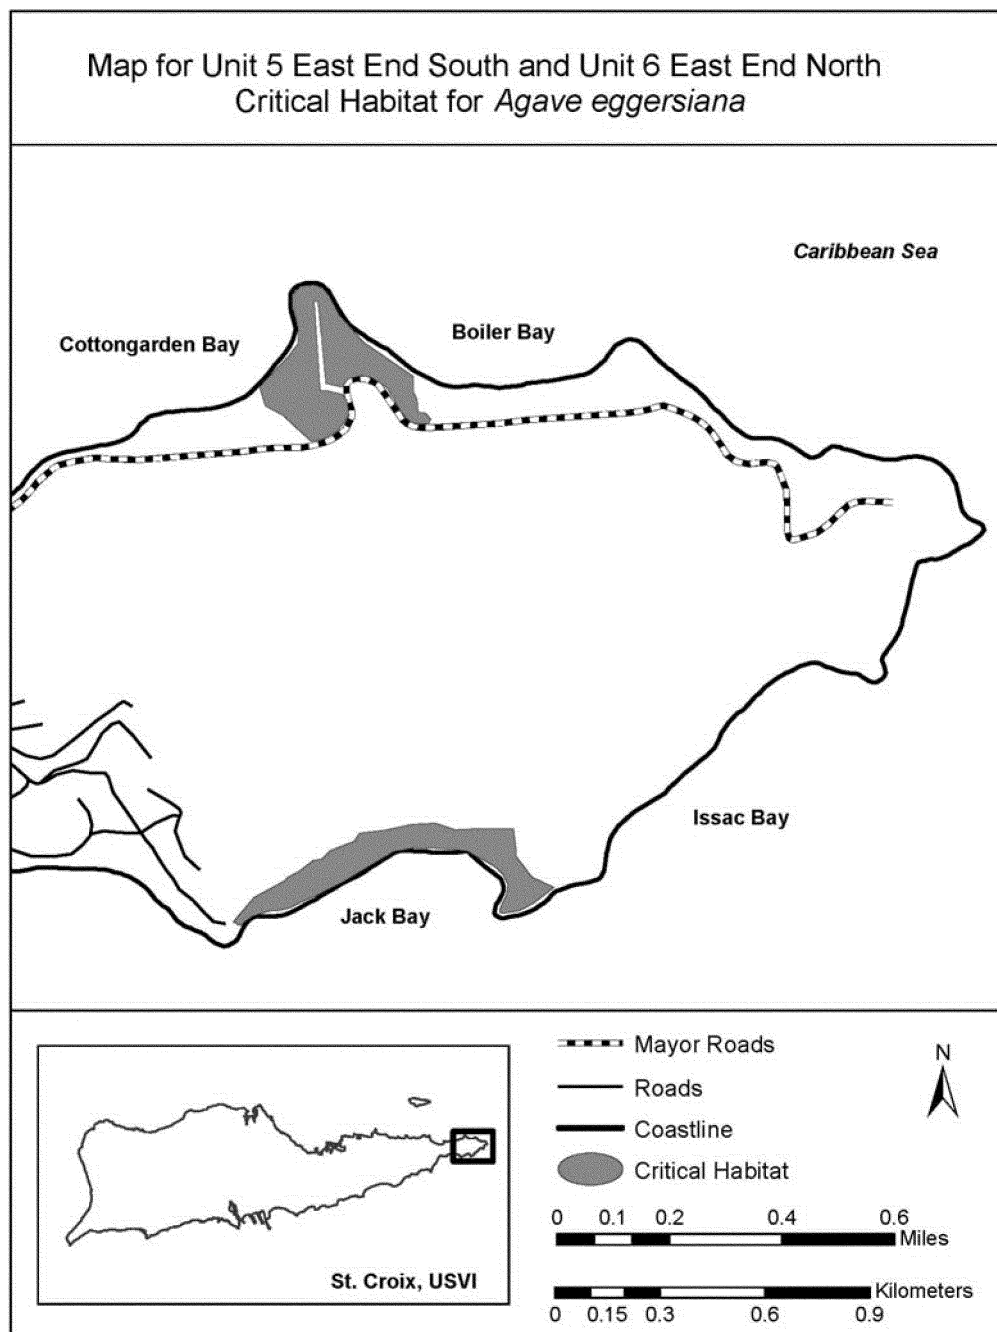 Map for Unit 5 East End South and Unit 6 East End North
Critical Habitat for Agave eggersiana
Caribbean Sea
Cottongarden Bay
Boiler Bay
Issac Bay
Jack Bay
St. Croix, USVI
Mayor Roads
Roads
Coastline
Critical Habitat
N
0 0.1 0.2 0.4 0.6
Miles
Kilometers
0 0.15 0.3 0.6 0.9